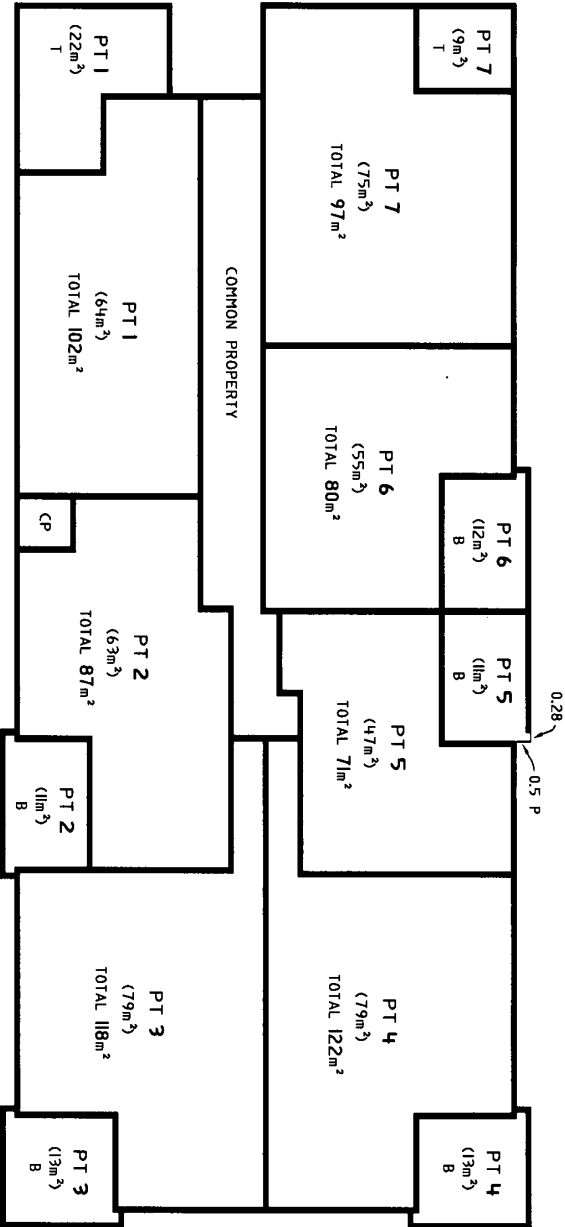 PT 7
(9m²)
T
PT 7
(75m²)
TOTAL 97m²
PT 6
(55m²)
TOTAL 80m²
PT 6
(12m²)
B
PT 5
(11m²)
B
0.28
0.5 P
PT 5
(47m²)
TOTAL 71m²
PT 4
(79m²)
TOTAL 122m²
PT 4
(13m²)
B
COMMON PROPERTY
PT 1
(22m²)
T
PT 1
(64m²)
TOTAL 102m²
CP
PT 2
(63m²)
TOTAL 87m²
PT 2
(11m²)
B
PT 3
(79m²)
TOTAL 118m²
PT 3
(13m²)
B